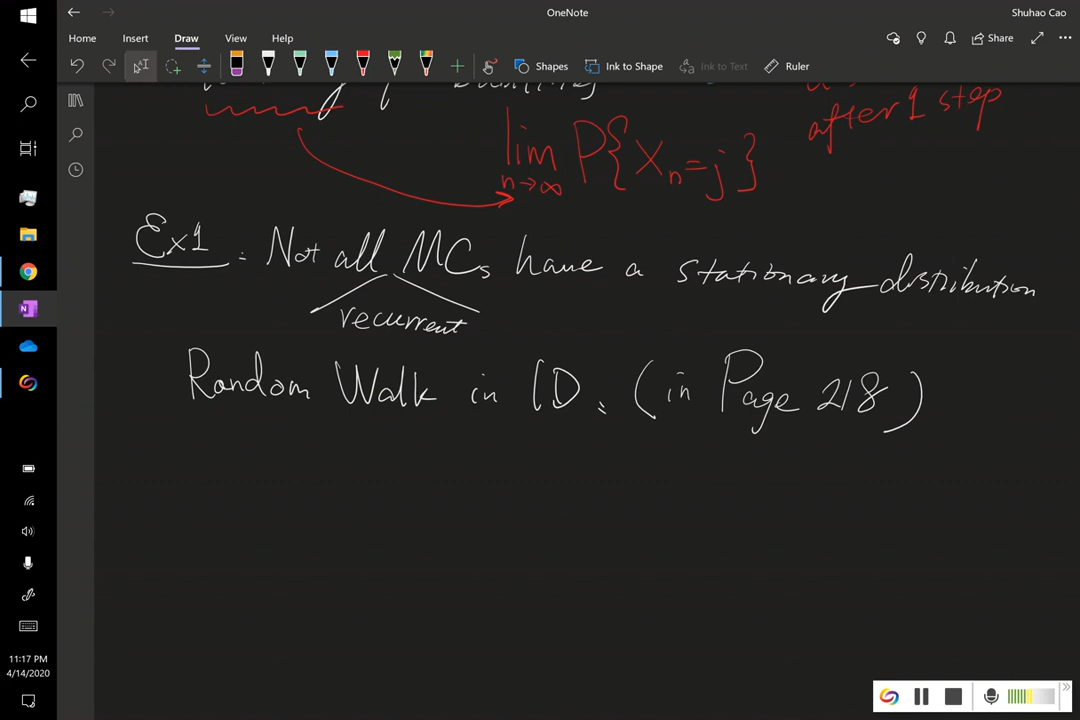 OneNote
Shuhao Cao
Home Insert Draw View Help
Share
Shapes Ink to Shape Ink to Text Ruler
after 1 step
lim P{X_n=j}
n→∞
Ex1: Not all MCs have a stationary distribution
recurrent
Random Walk in 1D. (in Page 218)
11:17 PM
4/14/2020